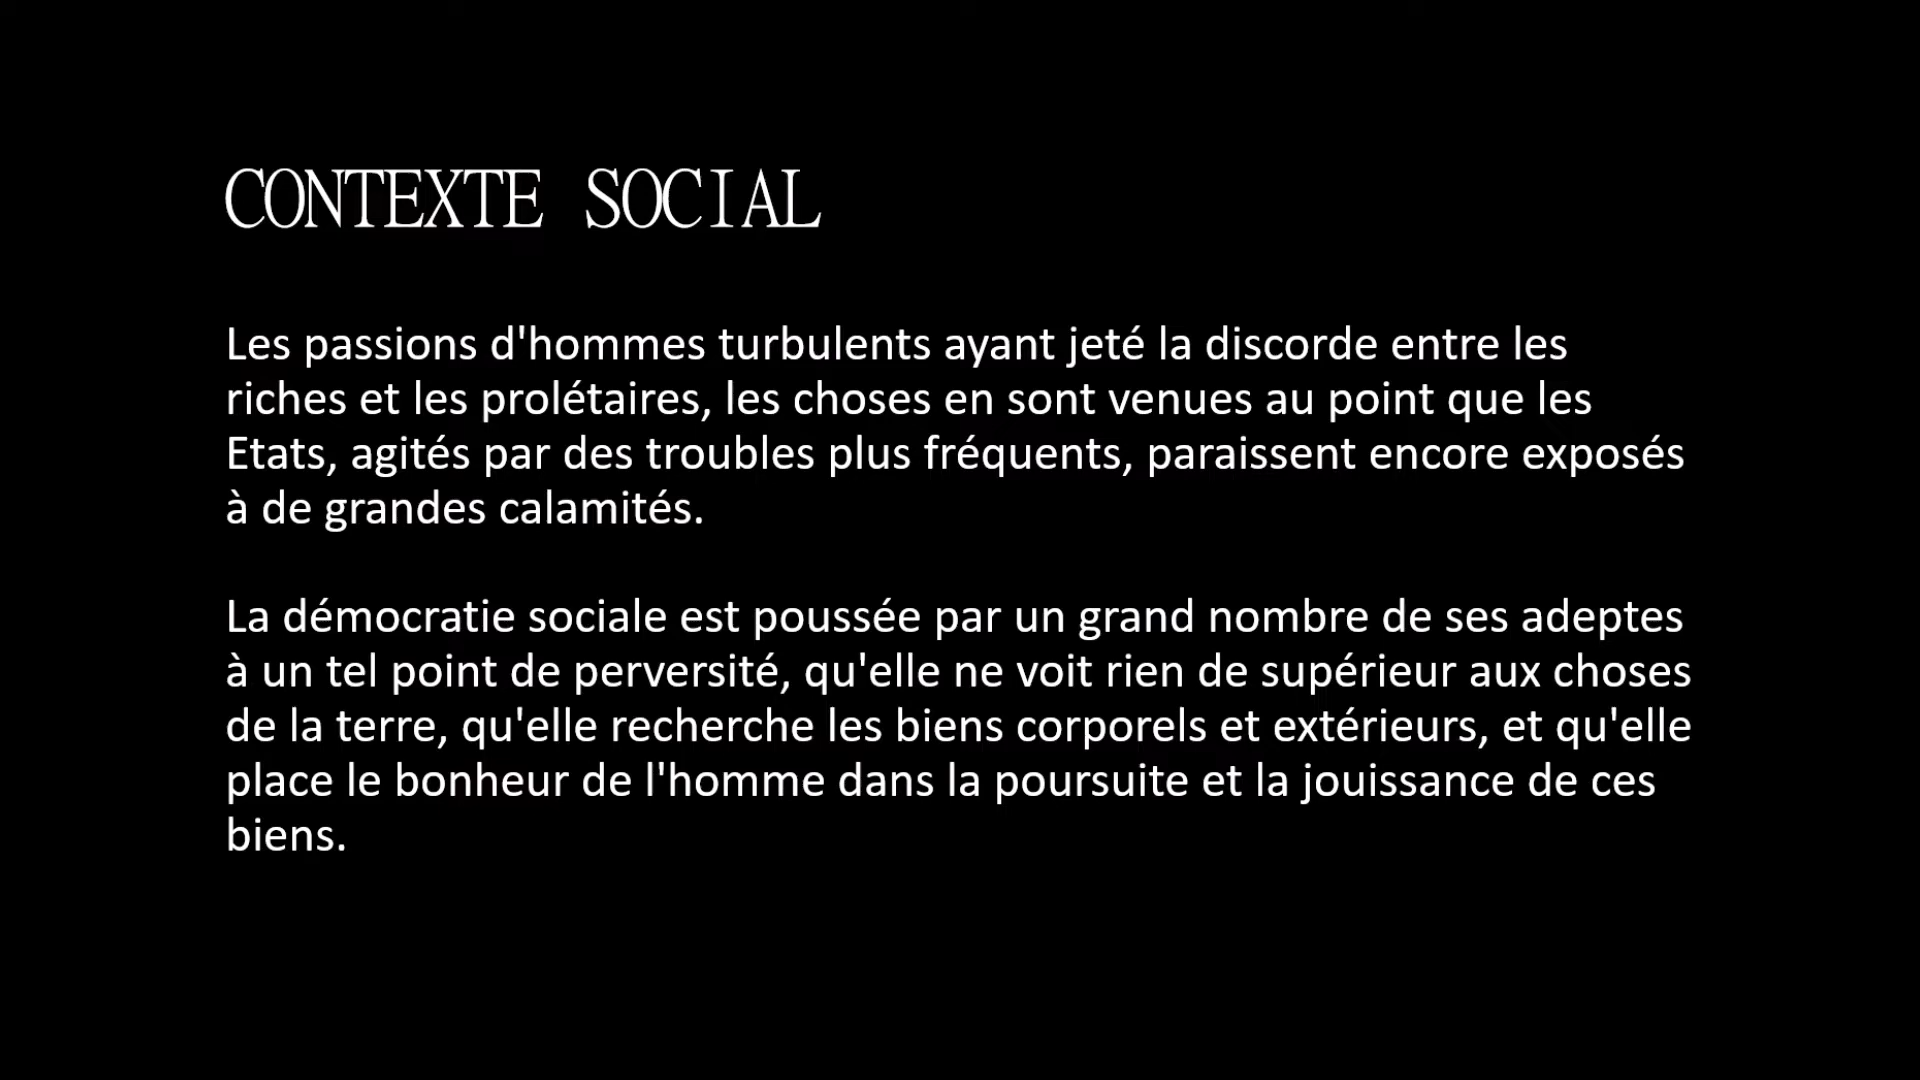 CONTEXTE SOCIAL
Les passions d'hommes turbulents ayant jeté la discorde entre les
riches et les prolétaires, les choses en sont venues au point que les
Etats, agités par des troubles plus fréquents, paraissent encore exposés
à de grandes calamités.
La démocratie sociale est poussée par un grand nombre de ses adeptes
à un tel point de perversité, qu'elle ne voit rien de supérieur aux choses
de la terre, qu'elle recherche les biens corporels et extérieurs, et qu'elle
place le bonheur de l'homme dans la poursuite et la jouissance de ces
biens.